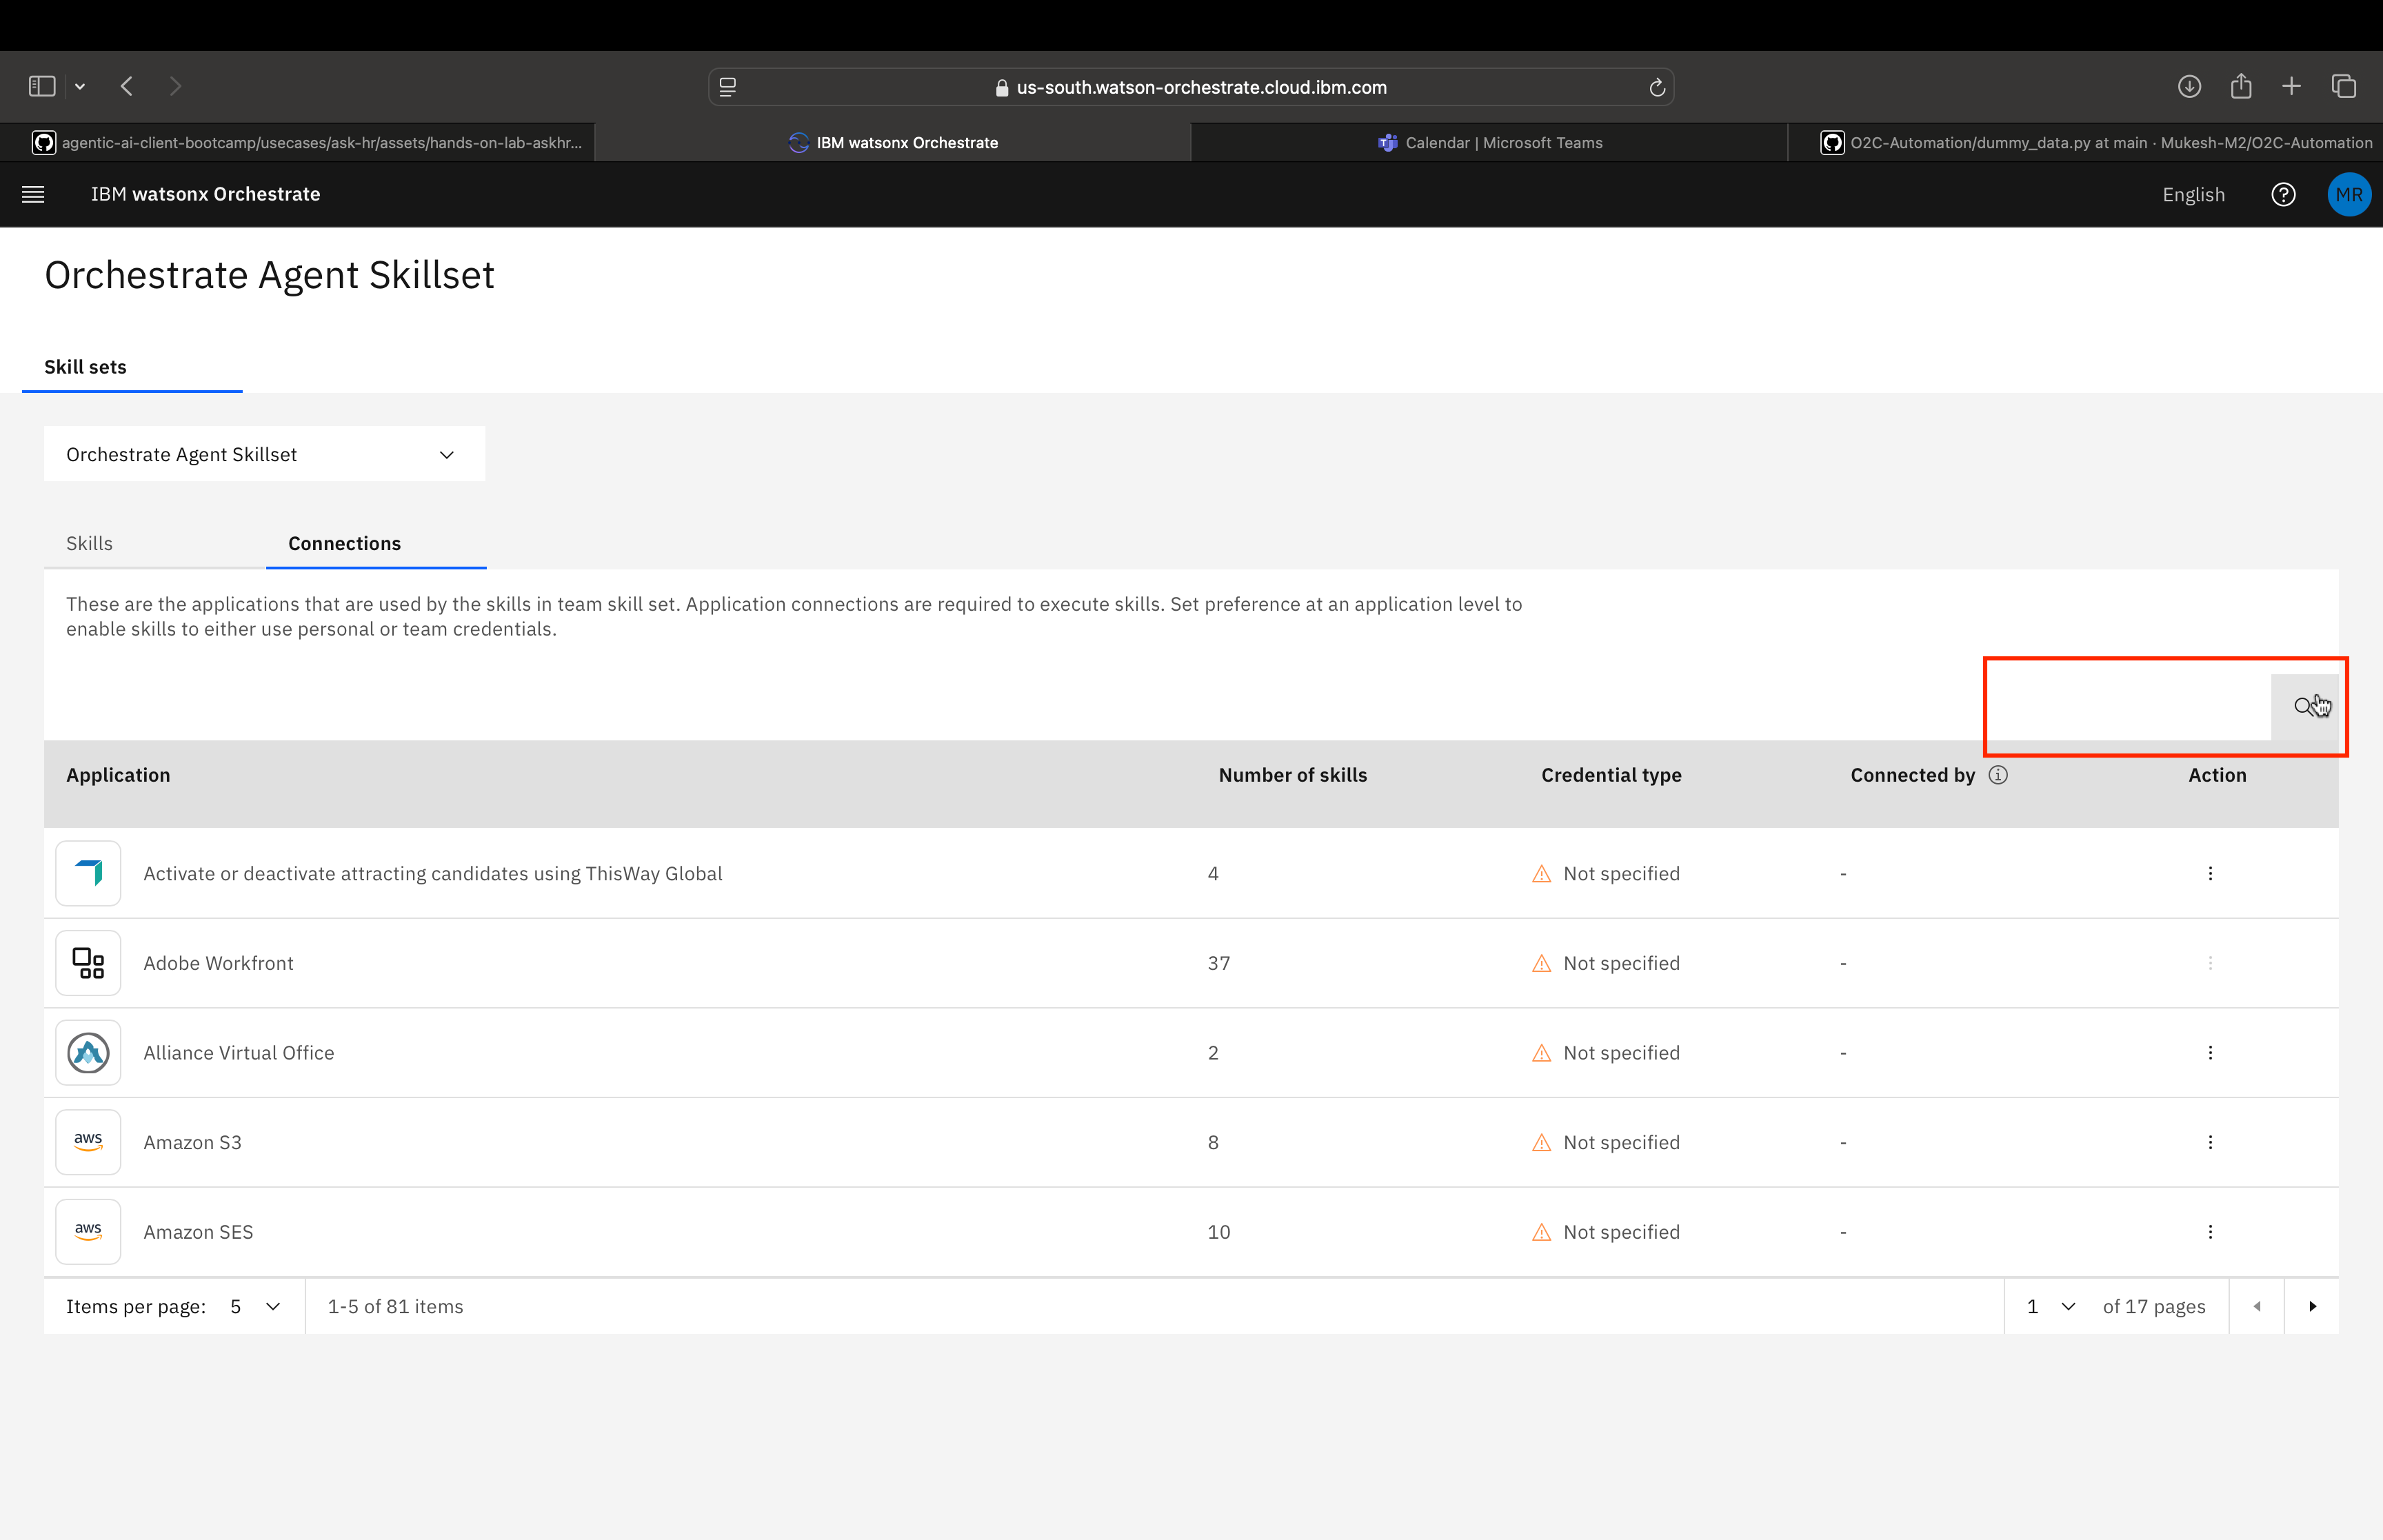 us-south.watson-orchestrate.cloud.ibm.com
agentic-ai-client-bootcamp/usecases/ask-hr/assets/hands-on-lab-askhr...
IBM watsonx Orchestrate
Calendar | Microsoft Teams
O2C-Automation/dummy_data.py at main · Mukesh-M2/O2C-Automation
IBM watsonx Orchestrate
English
MR
Orchestrate Agent Skillset
Skill sets
Orchestrate Agent Skillset
Skills
Connections
These are the applications that are used by the skills in team skill set. Application connections are required to execute skills. Set preference at an application level to
enable skills to either use personal or team credentials.
Application Number of skills Credential type Connected by Action
Activate or deactivate attracting candidates using ThisWay Global 4 Not specified -
Adobe Workfront 37 Not specified -
Alliance Virtual Office 2 Not specified -
aws Amazon S3 8 Not specified -
aws Amazon SES 10 Not specified -
Items per page: 5 1-5 of 81 items 1 of 17 pages